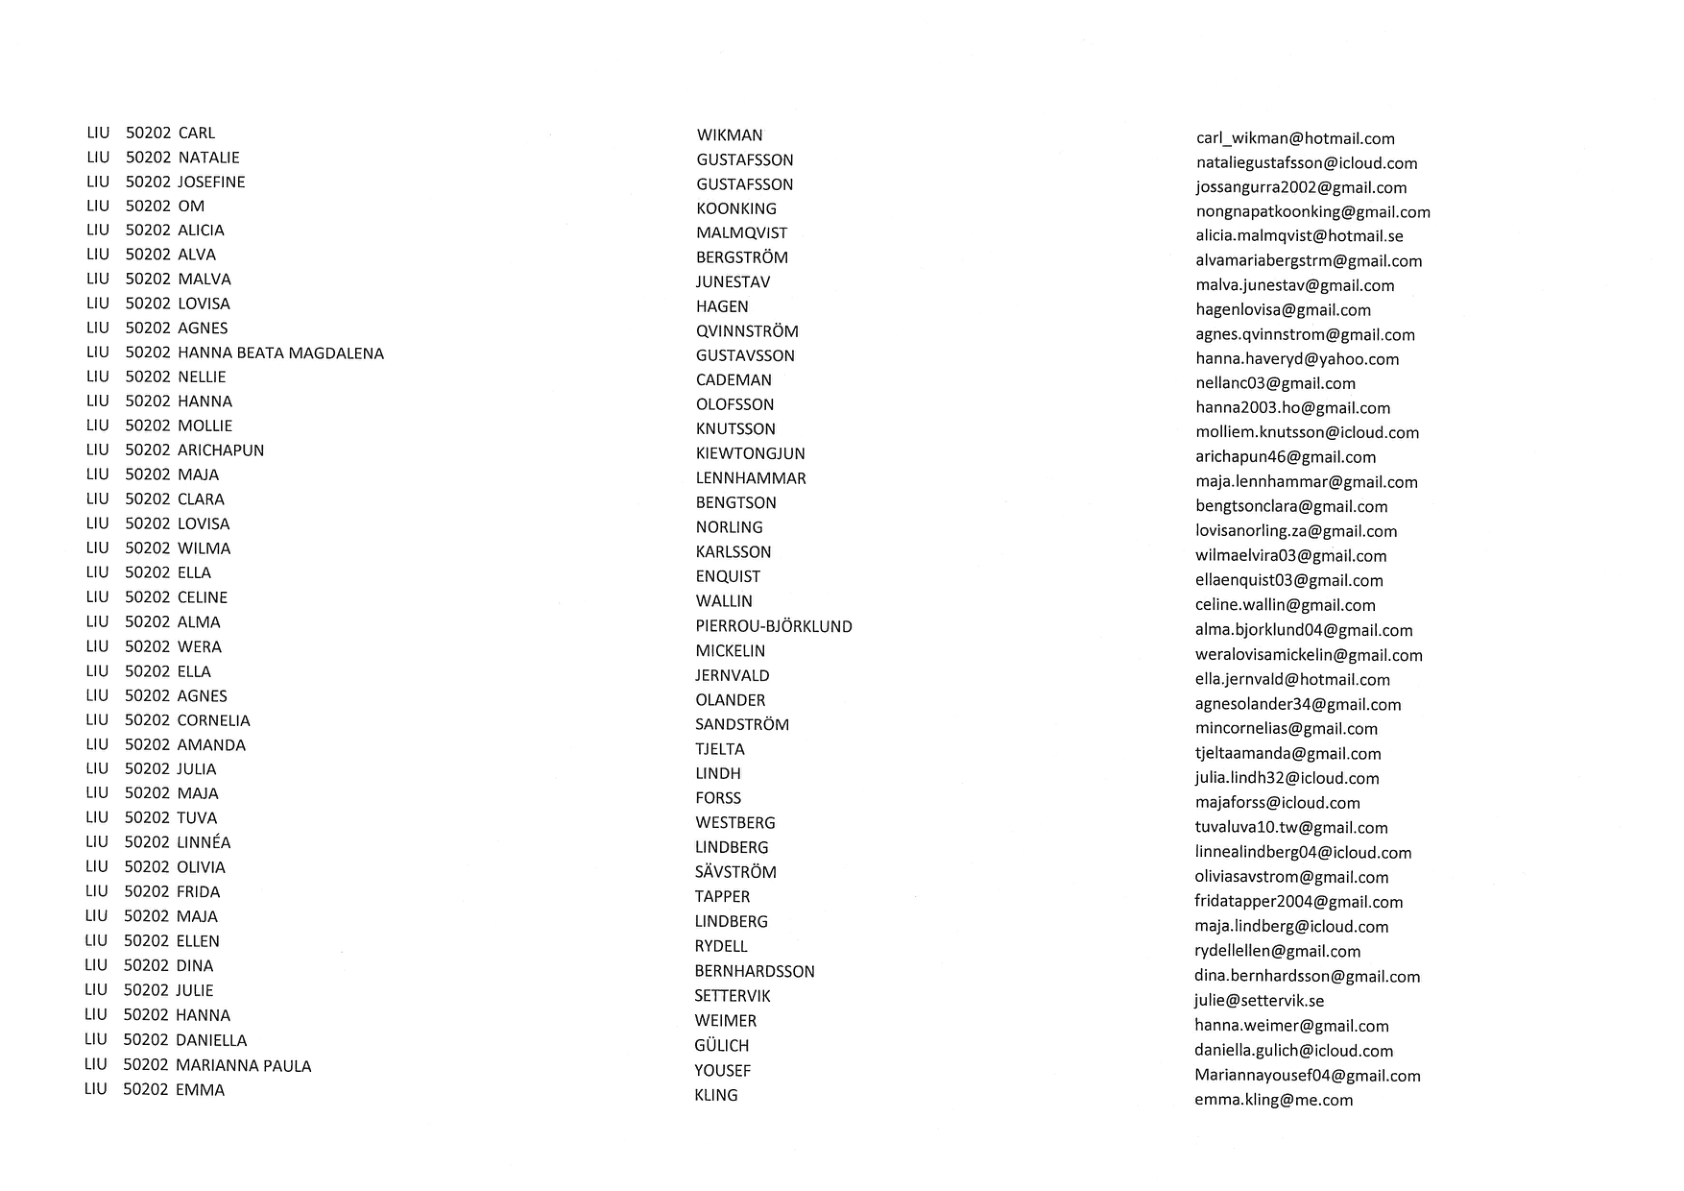 LIU 50202 CARL WIKMAN carl_wikman@hotmail.com
LIU 50202 NATALIE GUSTAFSSON nataliegustafsson@icloud.com
LIU 50202 JOSEFINE GUSTAFSSON jossangurra2002@gmail.com
LIU 50202 OM KOONKING nongnapatkoonking@gmail.com
LIU 50202 ALICIA MALMQVIST alicia.malmqvist@hotmail.se
LIU 50202 ALVA BERGSTRÖM alvamariabergstrm@gmail.com
LIU 50202 MALVA JUNESTAV malva.junestav@gmail.com
LIU 50202 LOVISA HAGEN hagenlovisa@gmail.com
LIU 50202 AGNES QVINNSTRÖM agnes.qvinnstrom@gmail.com
LIU 50202 HANNA BEATA MAGDALENA GUSTAVSSON hanna.haveryd@yahoo.com
LIU 50202 NELLIE CADEMAN nellanc03@gmail.com
LIU 50202 HANNA OLOFSSON hanna2003.ho@gmail.com
LIU 50202 MOLLIE KNUTSSON molliem.knutsson@icloud.com
LIU 50202 ARICHAPUN KIEWTONGJUN arichapun46@gmail.com
LIU 50202 MAJA LENNHAMMAR maja.lennhammar@gmail.com
LIU 50202 CLARA BENGTSON bengtsonclara@gmail.com
LIU 50202 LOVISA NORLING lovisanorling.za@gmail.com
LIU 50202 WILMA KARLSSON wilmaelvira03@gmail.com
LIU 50202 ELLA ENQUIST ellaenquist03@gmail.com
LIU 50202 CELINE WALLIN celine.wallin@gmail.com
LIU 50202 ALMA PIERROU-BJÖRKLUND alma.bjorklund04@gmail.com
LIU 50202 WERA MICKELIN weralovisamickelin@gmail.com
LIU 50202 ELLA JERNVALD ella.jernvald@hotmail.com
LIU 50202 AGNES OLANDER agnesolander34@gmail.com
LIU 50202 CORNELIA SANDSTRÖM mincornelias@gmail.com
LIU 50202 AMANDA TJELTA tjeltaamanda@gmail.com
LIU 50202 JULIA LINDH julia.lindh32@icloud.com
LIU 50202 MAJA FORSS majaforss@icloud.com
LIU 50202 TUVA WESTBERG tuvaluva10.tw@gmail.com
LIU 50202 LINNÉA LINDBERG linnealindberg04@icloud.com
LIU 50202 OLIVIA SÄVSTRÖM oliviasavstrom@gmail.com
LIU 50202 FRIDA TAPPER fridatapper2004@gmail.com
LIU 50202 MAJA LINDBERG maja.lindberg@icloud.com
LIU 50202 ELLEN RYDELL rydellellen@gmail.com
LIU 50202 DINA BERNHARDSSON dina.bernhardsson@gmail.com
LIU 50202 JULIE SETTERVIK julie@settervik.se
LIU 50202 HANNA WEIMER hanna.weimer@gmail.com
LIU 50202 DANIELLA GÜLICH daniella.gulich@icloud.com
LIU 50202 MARIANNA PAULA YOUSEF Mariannayousef04@gmail.com
LIU 50202 EMMA KLING emma.kling@me.com